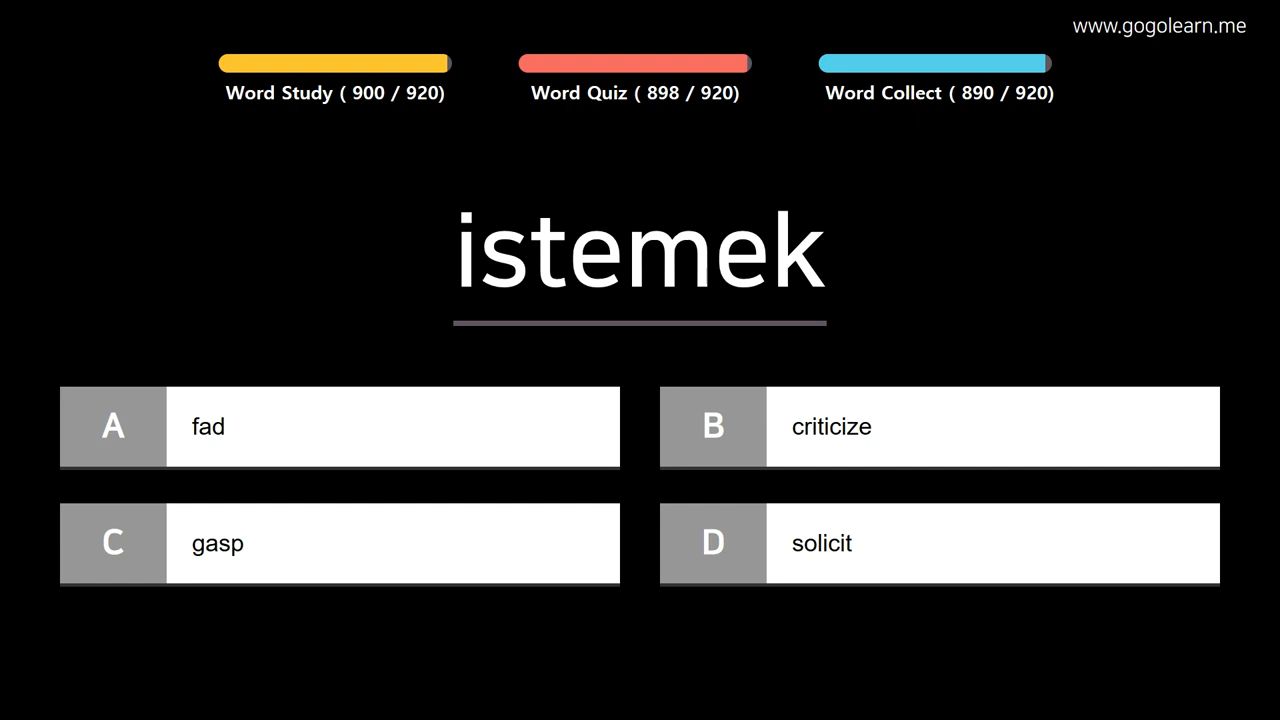 www.gogolearn.me
Word Study ( 900 / 920)
Word Quiz ( 898 / 920)
Word Collect ( 890 / 920)
istemek
A fad
B criticize
C gasp
D solicit